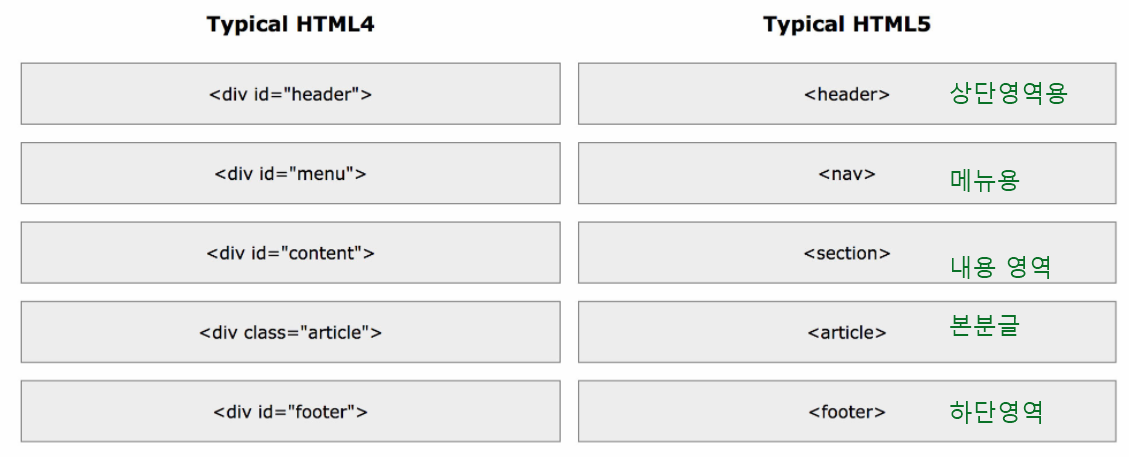 Typical HTML4 Typical HTML5
<div id="header"> <header> 상단영역용
<div id="menu"> <nav> 메뉴용
<div id="content"> <section> 내용 영역
<div class="article"> <article> 본분글
<div id="footer"> <footer> 하단영역